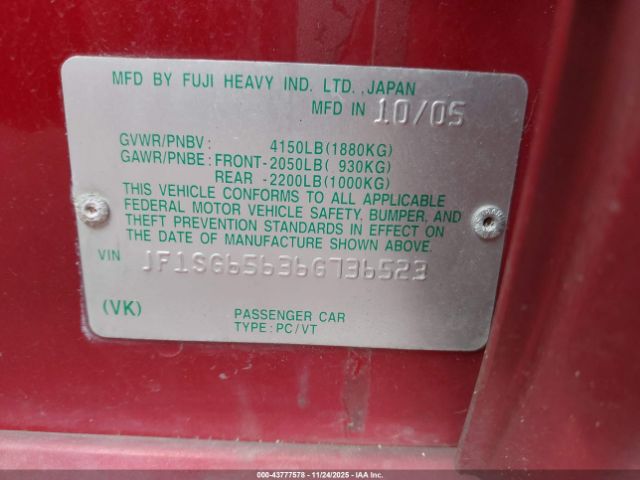 MFD BY FUJI HEAVY IND. LTD., JAPAN
MFD IN 10/05
GVWR/PNBV: 4150LB(1880KG)
GAWR/PNBE: FRONT-2050LB( 930KG)
REAR -2200LB(1000KG)
THIS VEHICLE CONFORMS TO ALL APPLICABLE
FEDERAL MOTOR VEHICLE SAFETY, BUMPER, AND
THEFT PREVENTION STANDARDS IN EFFECT ON
THE DATE OF MANUFACTURE SHOWN ABOVE.
VIN JF1SG65636G736523
(VK) PASSENGER CAR
TYPE: PC/VT
000-43777578 - 11/24/2025 - IAA Inc.